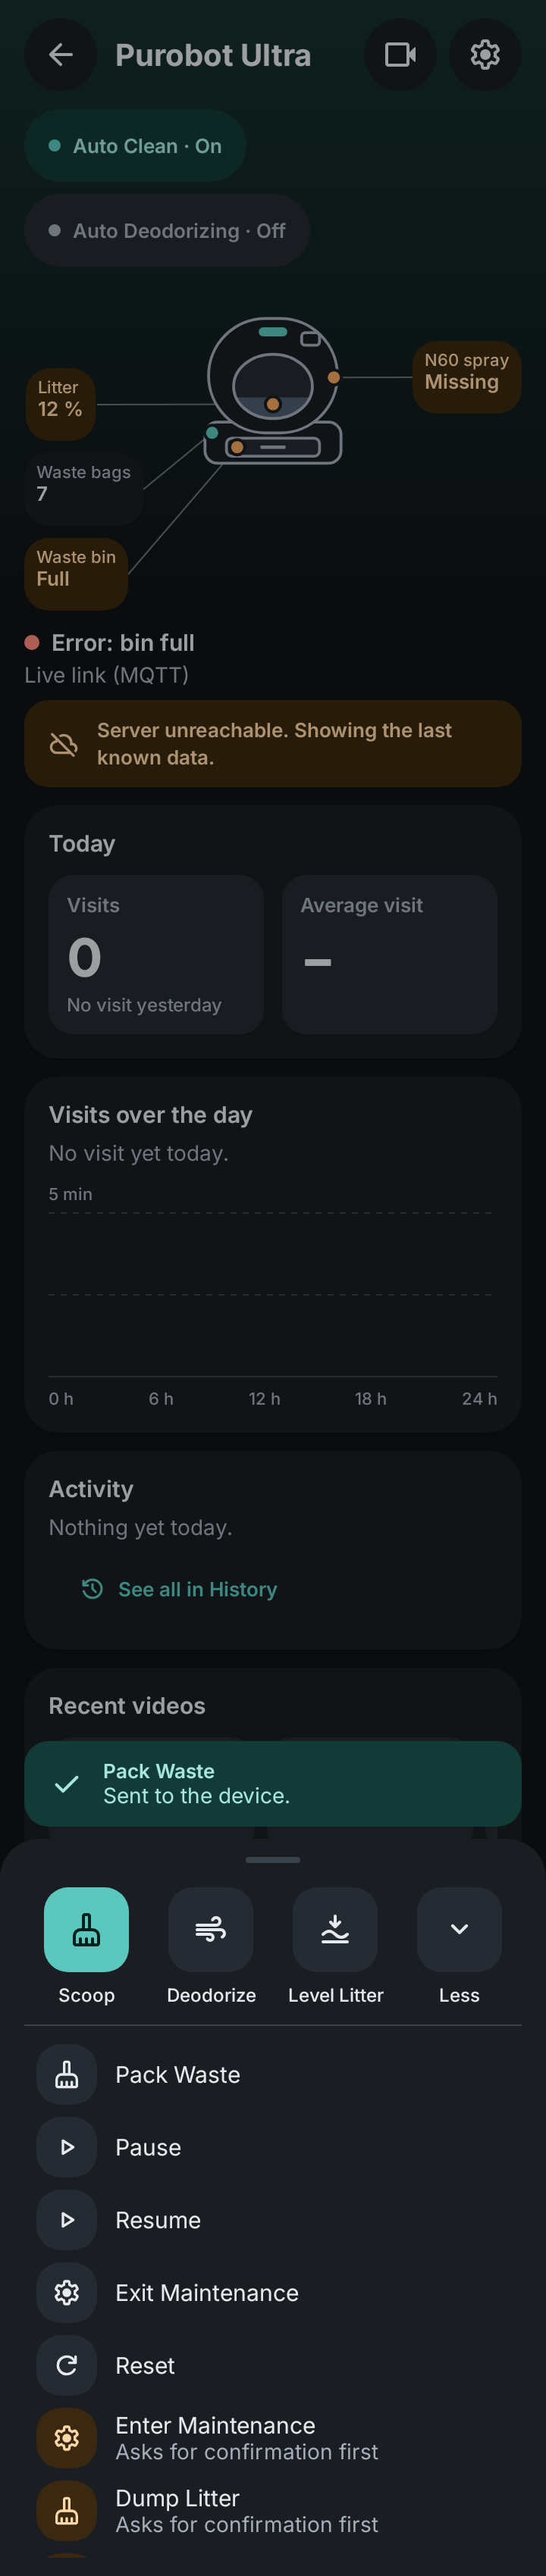 Purobot Ultra
Auto Clean · On
Auto Deodorizing · Off
Litter
12 %
N60 spray
Missing
Waste bags
7
Waste bin
Full
Error: bin full
Live link (MQTT)
Server unreachable. Showing the last
known data.
Today
Visits
0
No visit yesterday
Average visit
–
Visits over the day
No visit yet today.
5 min
0 h 6 h 12 h 18 h 24 h
Activity
Nothing yet today.
See all in History
Recent videos
Pack Waste
Sent to the device.
Scoop Deodorize Level Litter Less
Pack Waste
Pause
Resume
Exit Maintenance
Reset
Enter Maintenance
Asks for confirmation first
Dump Litter
Asks for confirmation first